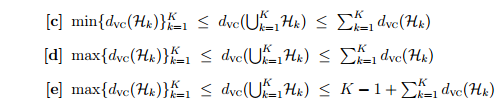 [c] min{d_vc(ℋ_k)}_{k=1}^{K} ≤ d_vc(⋃_{k=1}^{K} ℋ_k) ≤ ∑_{k=1}^{K} d_vc(ℋ_k)
[d] max{d_vc(ℋ_k)}_{k=1}^{K} ≤ d_vc(⋃_{k=1}^{K} ℋ_k) ≤ ∑_{k=1}^{K} d_vc(ℋ_k)
[e] max{d_vc(ℋ_k)}_{k=1}^{K} ≤ d_vc(⋃_{k=1}^{K} ℋ_k) ≤ K − 1 + ∑_{k=1}^{K} d_vc(ℋ_k)